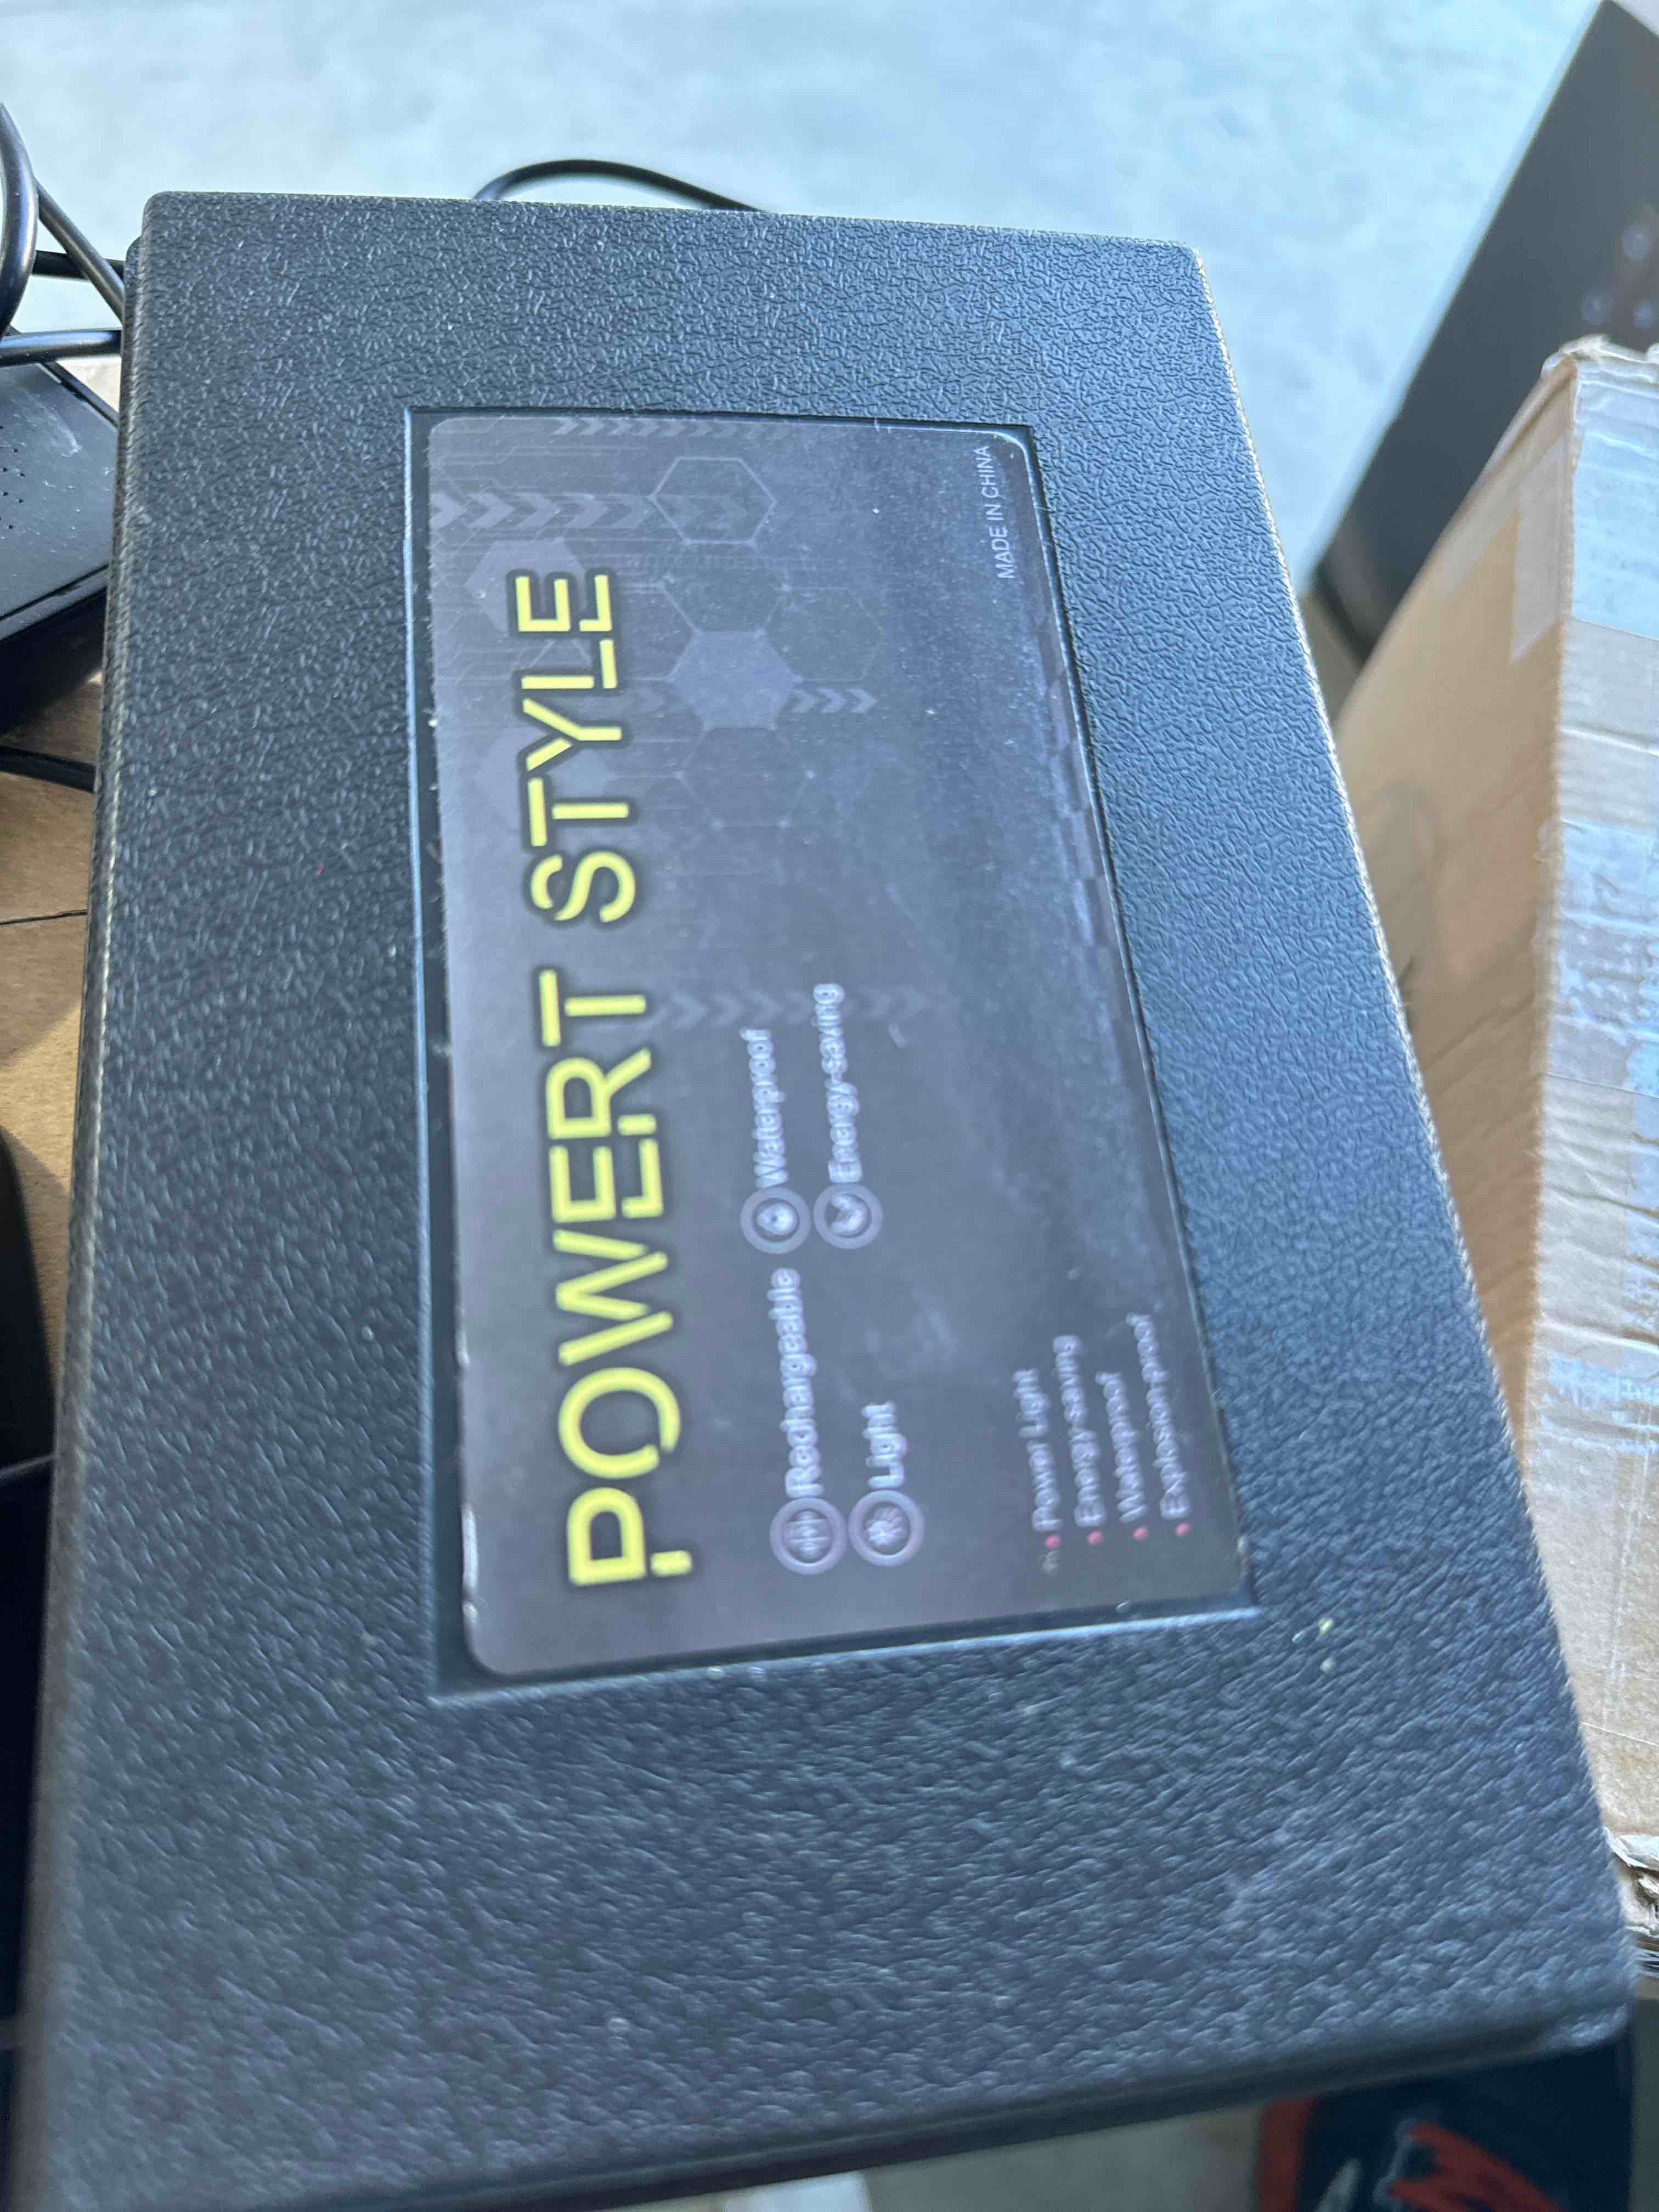 POWERT STYLE
Rechargeable
Waterproof
Light
Energy-saving
Power Light
Energy-saving
Waterproof
Explosion-proof
MADE IN CHINA